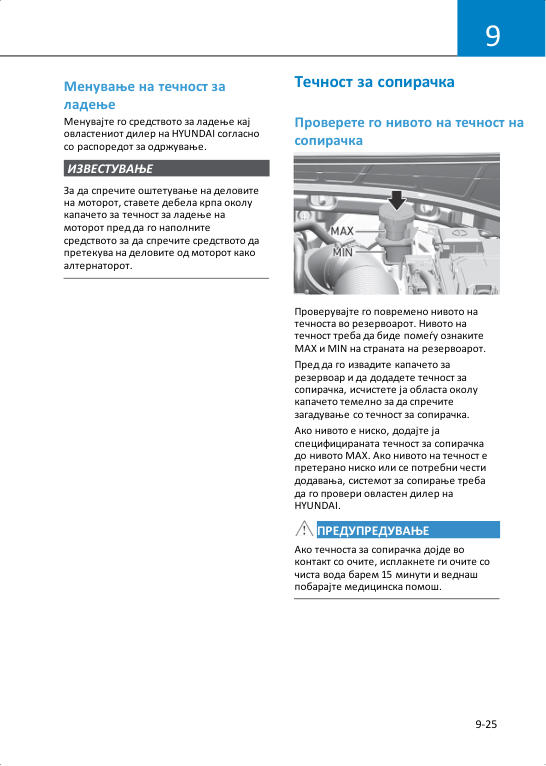 9
Менување на течност за
ладење
Менувајте го средството за ладење кај
овластениот дилер на HYUNDAI согласно
со распоредот за одржување.
ИЗВЕСТУВАЊЕ
За да спречите оштетување на деловите
на моторот, ставете дебела крпа околу
капачето за течност за ладење на
моторот пред да го наполните
средството за да спречите средството да
претекува на деловите од моторот како
алтернаторот.
Течност за сопирачка
Проверете го нивото на течност на
сопирачка
MAX
MIN
Проверувајте го повремено нивото на
течноста во резервоарот. Нивото на
течност треба да биде помеѓу ознаките
MAX и MIN на страната на резервоарот.
Пред да го извадите капачето за
резервоар и да додадете течност за
сопирачка, исчистете ја областа околу
капачето темелно за да спречите
загадување со течност за сопирачка.
Ако нивото е ниско, додајте ја
специфицираната течност за сопирачка
до нивото MAX. Ако нивото на течност е
претерано ниско или се потребни чести
додавања, системот за сопирање треба
да го провери овластен дилер на
HYUNDAI.
ПРЕДУПРЕДУВАЊЕ
Ако течноста за сопирачка дојде во
контакт со очите, исплакнете ги очите со
чиста вода барем 15 минути и веднаш
побарајте медицинска помош.
9-25